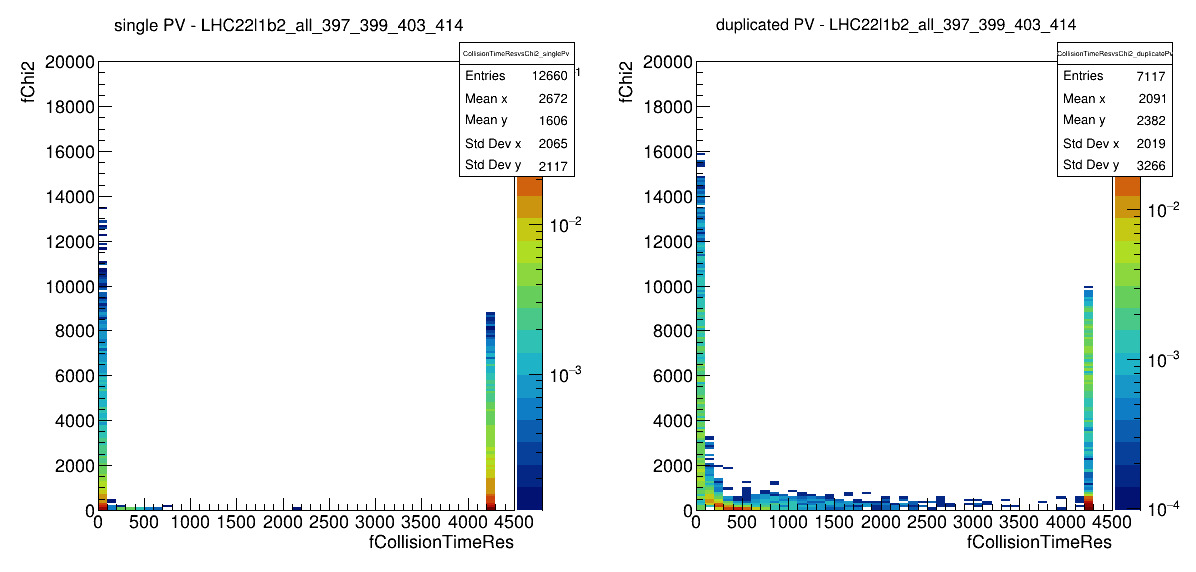 single PV - LHC22l1b2_all_397_399_403_414
CollisionTimeResvsChi2_singlePv
Entries 12660
Mean x 2672
Mean y 1606
Std Dev x 2065
Std Dev y 2117
fChi2
20000
18000
16000
14000
12000
10000
8000
6000
4000
2000
0
0 500 1000 1500 2000 2500 3000 3500 4000 4500
fCollisionTimeRes
1
10−2
10−3
duplicated PV - LHC22l1b2_all_397_399_403_414
CollisionTimeResvsChi2_duplicatePv
Entries 7117
Mean x 2091
Mean y 2382
Std Dev x 2019
Std Dev y 3266
fChi2
20000
18000
16000
14000
12000
10000
8000
6000
4000
2000
0
0 500 1000 1500 2000 2500 3000 3500 4000 4500
fCollisionTimeRes
10−2
10−3
10−4